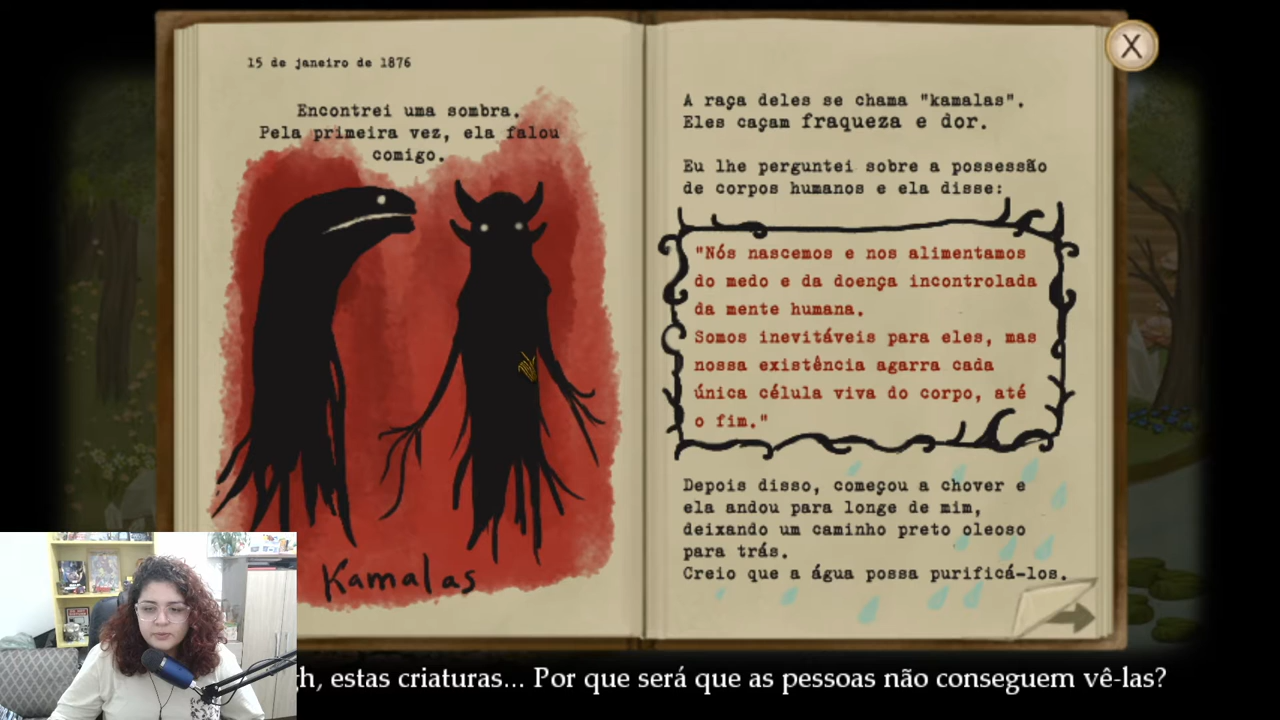 15 de janeiro de 1876
Encontrei uma sombra.
Pela primeira vez, ela falou
comigo.
Kamalas
A raça deles se chama "kamalas".
Eles caçam fraqueza e dor.
Eu lhe perguntei sobre a possessão
de corpos humanos e ela disse:
"Nós nascemos e nos alimentamos
do medo e da doença incontrolada
da mente humana.
Somos inevitáveis para eles, mas
nossa existência agarra cada
única célula viva do corpo, até
o fim."
Depois disso, começou a chover e
ela andou para longe de mim,
deixando um caminho preto oleoso
para trás.
Creio que a água possa purificá-los.
X
estas criaturas... Por que será que as pessoas não conseguem vê-las?